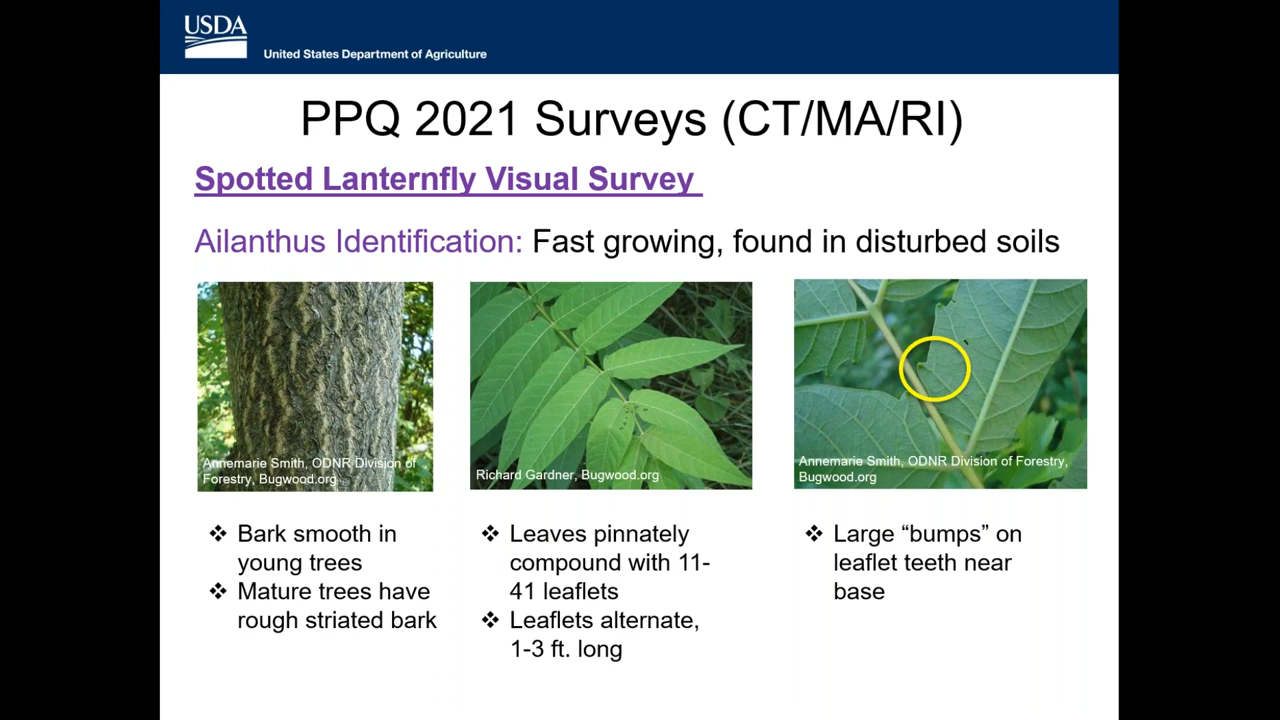 USDA
United States Department of Agriculture
PPQ 2021 Surveys (CT/MA/RI)
Spotted Lanternfly Visual Survey
Ailanthus Identification: Fast growing, found in disturbed soils
Annemarie Smith, ODNR Division of
Forestry, Bugwood.org
Richard Gardner, Bugwood.org
Annemarie Smith, ODNR Division of Forestry,
Bugwood.org
❖ Bark smooth in
young trees
❖ Mature trees have
rough striated bark
❖ Leaves pinnately
compound with 11-
41 leaflets
❖ Leaflets alternate,
1-3 ft. long
❖ Large “bumps” on
leaflet teeth near
base